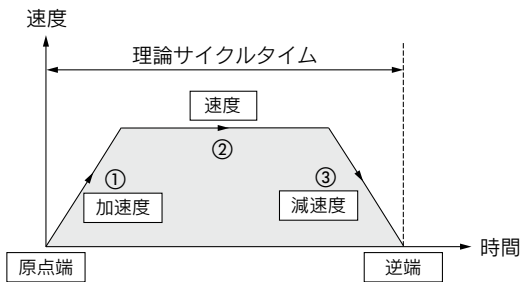 速度
理論サイクルタイム
速度
②
①
加速度
③
減速度
時間
原点端
逆端